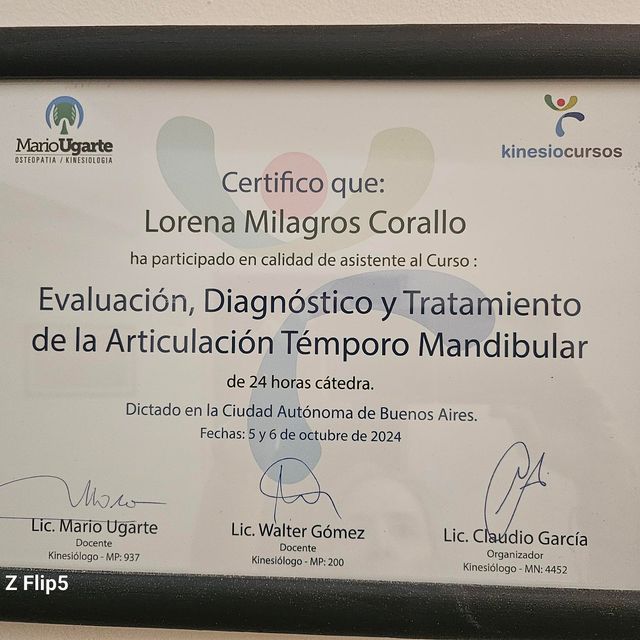 MarioUgarte
OSTEOPATIA / KINESIOLOGIA
kinesiocursos
Certifico que:
Lorena Milagros Corallo
ha participado en calidad de asistente al Curso :
Evaluación, Diagnóstico y Tratamiento
de la Articulación Témporo Mandibular
de 24 horas cátedra.
Dictado en la Ciudad Autónoma de Buenos Aires.
Fechas: 5 y 6 de octubre de 2024
Lic. Mario Ugarte
Docente
Kinesiólogo - MP: 937
Lic. Walter Gómez
Docente
Kinesiólogo - MP: 200
Lic. Claudio García
Organizador
Kinesiólogo - MN: 4452
Z Flip5